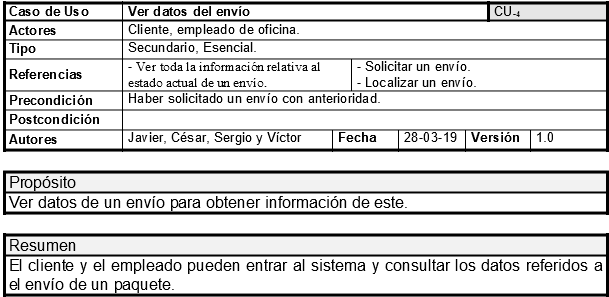 Caso de Uso Ver datos del envío CU-4
Actores Cliente, empleado de oficina.
Tipo Secundario, Esencial.
Referencias - Ver toda la información relativa al estado actual de un envío. - Solicitar un envío. - Localizar un envío.
Precondición Haber solicitado un envío con anterioridad.
Postcondición
Autores Javier, César, Sergio y Víctor Fecha 28-03-19 Versión 1.0
Propósito
Ver datos de un envío para obtener información de este.
Resumen
El cliente y el empleado pueden entrar al sistema y consultar los datos referidos a
el envío de un paquete.